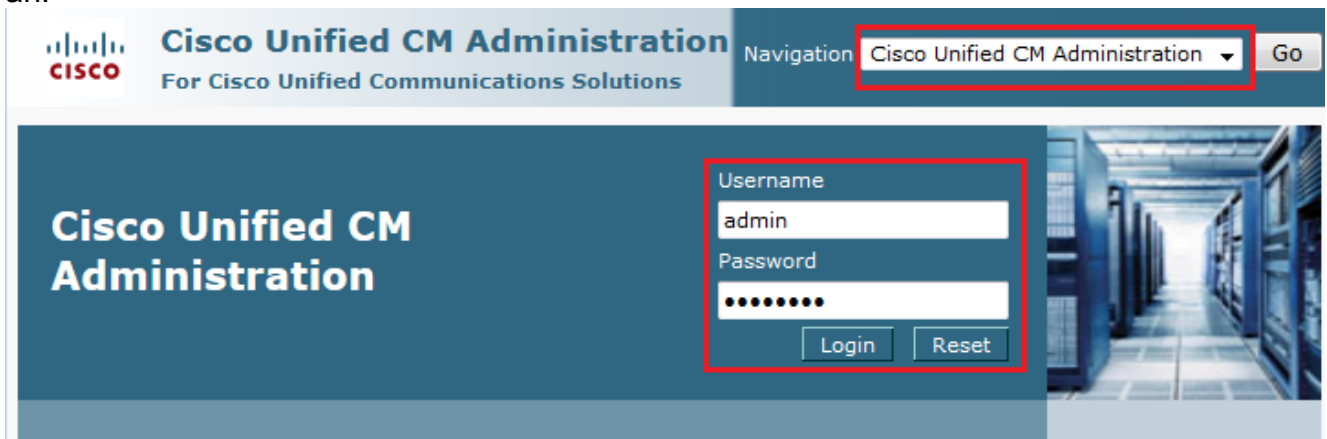 Cisco Unified CM Administration
For Cisco Unified Communications Solutions
CISCO
Navigation Cisco Unified CM Administration Go
Cisco Unified CM
Administration
Username
admin
Password
••••••••
Login Reset